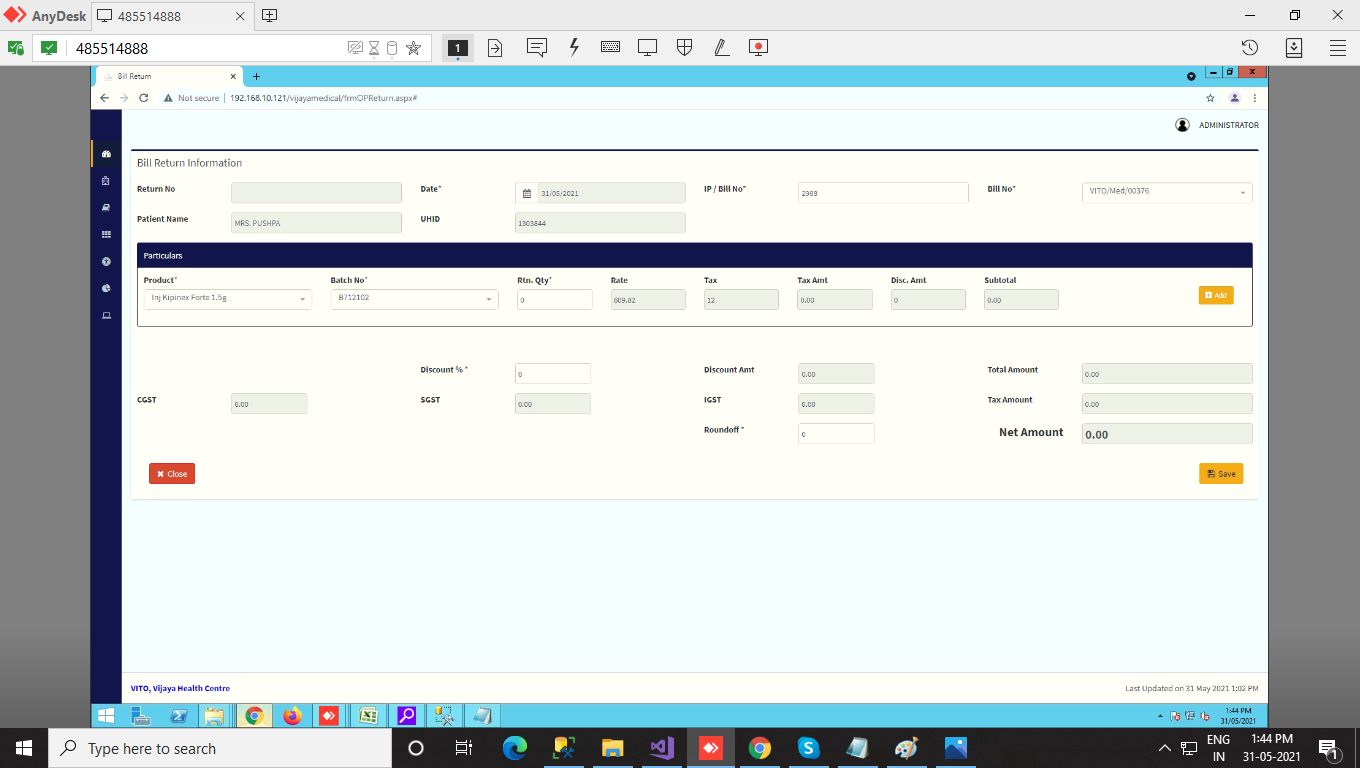 AnyDesk 485514888
485514888 1
Bill Return
Not secure 192.168.10.121/vijayamedical/frmOPReturn.aspx#
ADMINISTRATOR
Bill Return Information
Return No Date* 31/05/2021 IP / Bill No* 2988 Bill No* VITO/Med/00376
Patient Name MRS. PUSHPA UHID 1303844
Particulars
Product* Batch No* Rtn. Qty* Rate Tax Tax Amt Disc. Amt Subtotal
Inj Kipinex Forte 1.5g B712102 0 609.82 12 0.00 0 0.00 Add
Discount % * 0 Discount Amt 0.00 Total Amount 0.00
CGST 0.00 SGST 0.00 IGST 0.00 Tax Amount 0.00
Roundoff * 0 Net Amount 0.00
Close Save
VITO, Vijaya Health Centre Last Updated on 31 May 2021 1:02 PM
1:44 PM
31/05/2021
Type here to search
ENG
IN
1:44 PM
31-05-2021
1